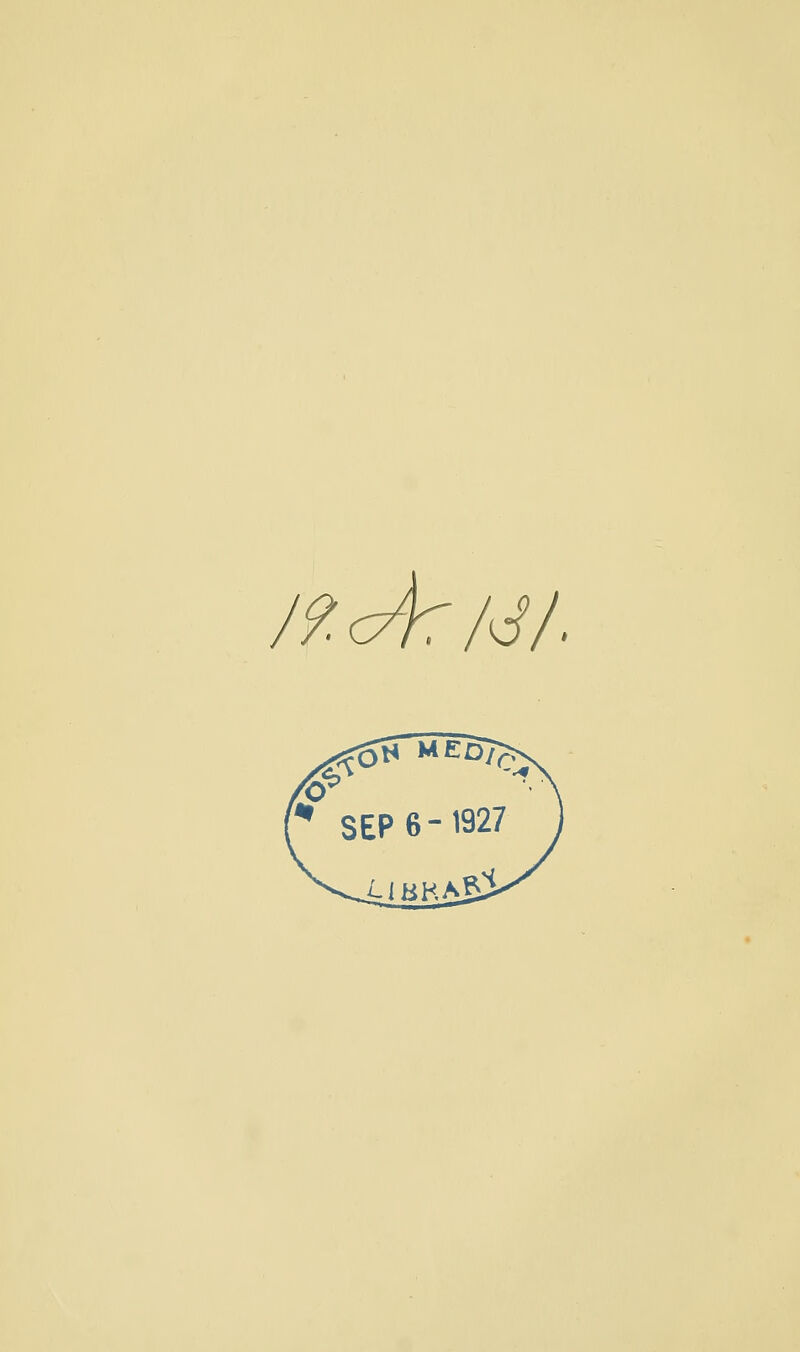 19. Ar. 131.
BOSTON MEDICAL
SEP 6 - 1927
LIBRARY